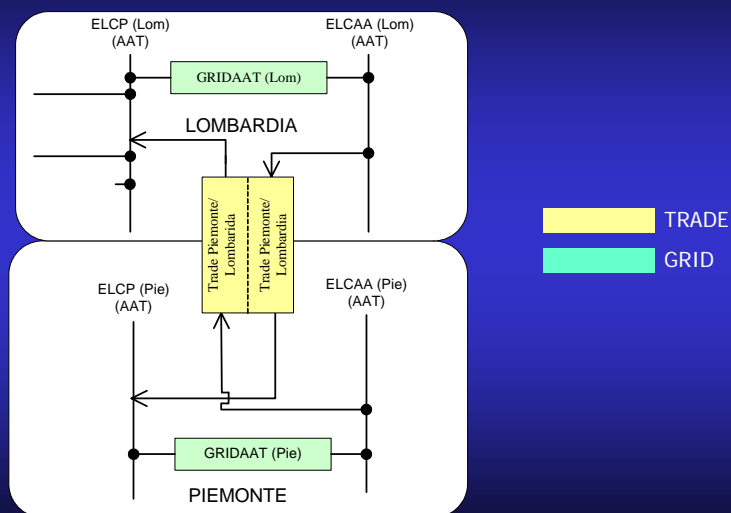 ELCP (Lom)
(AAT)
ELCAA (Lom)
(AAT)
GRIDAAT (Lom)
LOMBARDIA
Trade Piemonte/
Lombarida
Trade Piemonte/
Lombardia
TRADE
GRID
ELCP (Pie)
(AAT)
ELCAA (Pie)
(AAT)
GRIDAAT (Pie)
PIEMONTE